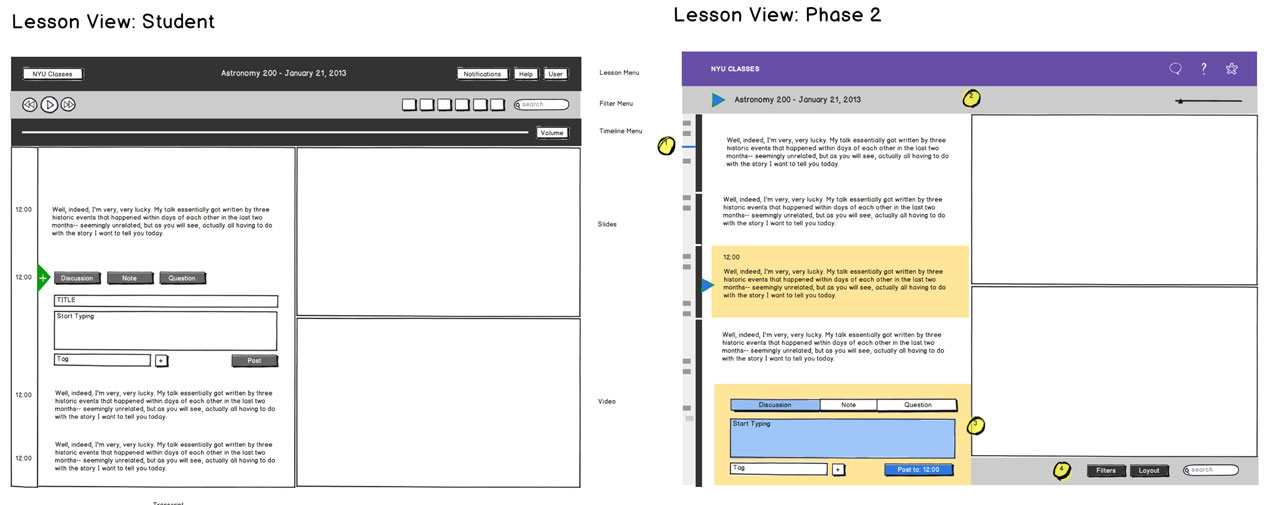 Lesson View: Student
NYU Classes
Astronomy 200 - January 21, 2013
Notifications
Help
User
Lesson Menu
search
Filter Menu
Volume
Timeline Menu
12:00
Well, indeed, I'm very, very lucky. My talk essentially got written by three
historic events that happened within days of each other in the last two
months-- seemingly unrelated, but as you will see, actually all having to do
with the story I want to tell you today.
Slides
12:00
+
Discussion
Note
Question
TITLE
Start Typing
Tag
+
Post
12:00
Well, indeed, I'm very, very lucky. My talk essentially got written by three
historic events that happened within days of each other in the last two
months-- seemingly unrelated, but as you will see, actually all having to do
with the story I want to tell you today.
Video
12:00
Well, indeed, I'm very, very lucky. My talk essentially got written by three
historic events that happened within days of each other in the last two
months-- seemingly unrelated, but as you will see, actually all having to do
with the story I want to tell you today.
Transcript
Lesson View: Phase 2
NYU CLASSES
?
Astronomy 200 - January 21, 2013
2
1
Well, indeed, I'm very, very lucky. My talk essentially got written by three
historic events that happened within days of each other in the last two
months-- seemingly unrelated, but as you will see, actually all having to do
with the story I want to tell you today.
Well, indeed, I'm very, very lucky. My talk essentially got written by three
historic events that happened within days of each other in the last two
months-- seemingly unrelated, but as you will see, actually all having to do
with the story I want to tell you today.
12:00
Well, indeed, I'm very, very lucky. My talk essentially got written by three
historic events that happened within days of each other in the last two
months-- seemingly unrelated, but as you will see, actually all having to do
with the story I want to tell you today.
Well, indeed, I'm very, very lucky. My talk essentially got written by three
historic events that happened within days of each other in the last two
months-- seemingly unrelated, but as you will see, actually all having to do
with the story I want to tell you today.
Discussion
Note
Question
Start Typing
3
Tag
+
Post to: 12:00
4
Filters
Layout
search